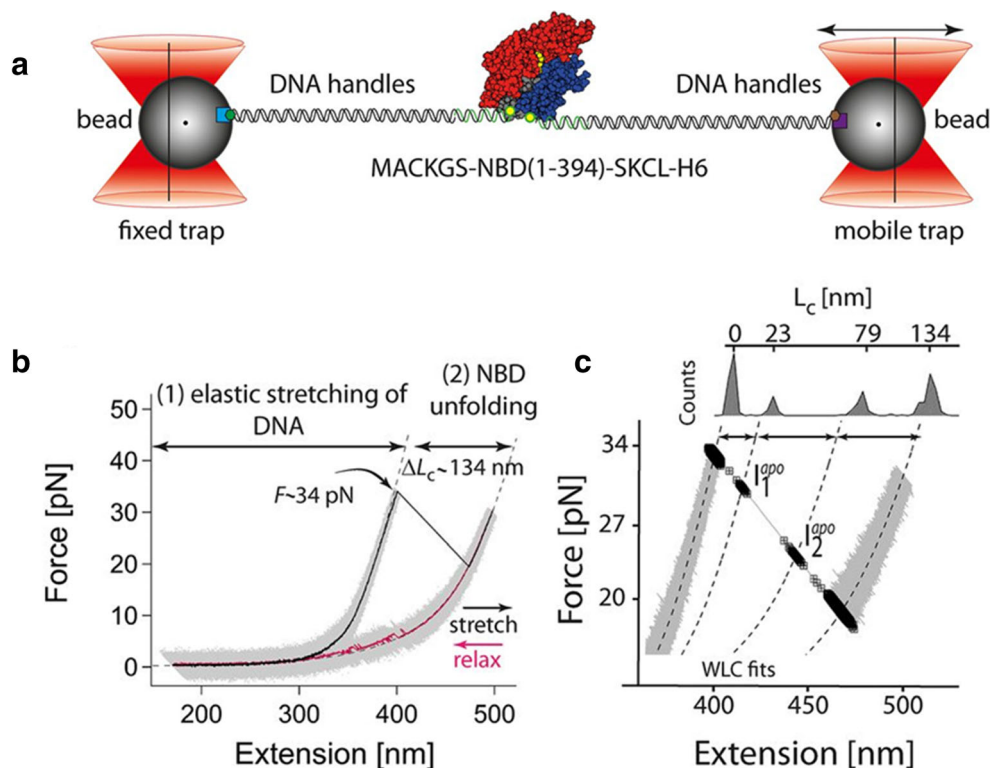 a
DNA handles
DNA handles
bead
bead
MACKGS-NBD(1-394)-SKCL-H6
fixed trap
mobile trap
b
(1) elastic stretching of
DNA
(2) NBD
unfolding
ΔLc~134 nm
F~34 pN
stretch
relax
Force [pN]
50
40
30
20
10
0
200
300
400
500
Extension [nm]
c
Lc [nm]
0
23
79
134
Counts
Force [pN]
34
27
20
I1apo
I2apo
WLC fits
400
450
500
Extension [nm]